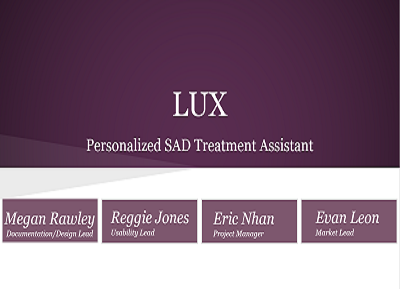 LUX
Personalized SAD Treatment Assistant
Megan Rawley
Documentation/Design Lead
Reggie Jones
Usability Lead
Eric Nhan
Project Manager
Evan Leon
Market Lead